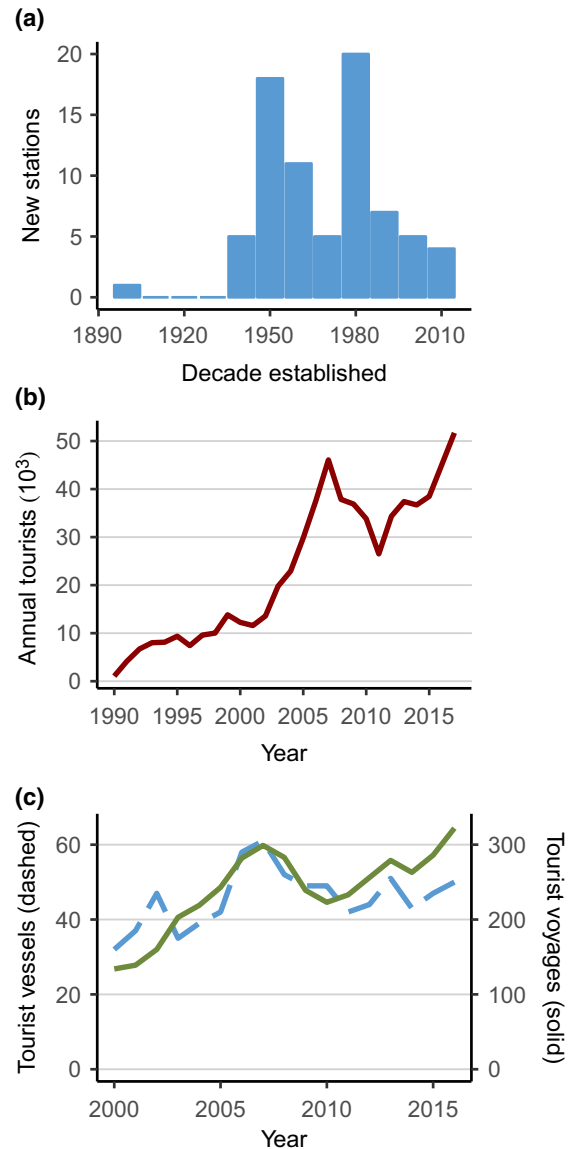 (a)
New stations
20
15
10
5
0
1890 1920 1950 1980 2010
Decade established
(b)
Annual tourists (10³)
50
40
30
20
10
0
1990 1995 2000 2005 2010 2015
Year
(c)
Tourist vessels (dashed)
60
40
20
0
300
200
100
0
Tourist voyages (solid)
2000 2005 2010 2015
Year